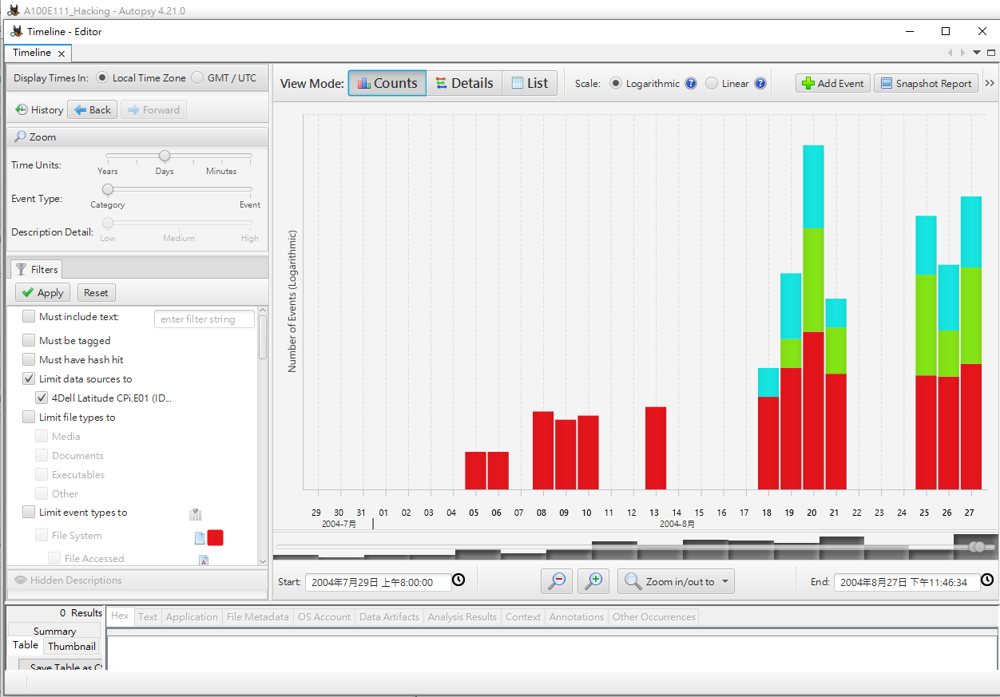 A100E111_Hacking - Autopsy 4.21.0
Timeline - Editor
Timeline
Display Times In: Local Time Zone GMT / UTC
View Mode: Counts Details List Scale: Logarithmic Linear Add Event Snapshot Report
History Back Forward
Zoom
Time Units: Years Days Minutes
Event Type: Category Event
Description Detail: Low Medium High
Filters
Apply Reset
Must include text: enter filter string
Must be tagged
Must have hash hit
Limit data sources to
4Dell Latitude CPi.E01 (ID...
Limit file types to
Media
Documents
Executables
Other
Limit event types to
File System
File Accessed
Hidden Descriptions
Number of Events (Logarithmic)
29 30 31 01 02 03 04 05 06 07 08 09 10 11 12 13 14 15 16 17 18 19 20 21 22 23 24 25 26 27
2004-7月 2004-8月
Start: 2004年7月29日 上午8:00:00 Zoom in/out to End: 2004年8月27日 下午11:46:34
0 Results
Summary
Table Thumbnail
Save Table as CS
Hex Text Application File Metadata OS Account Data Artifacts Analysis Results Context Annotations Other Occurrences